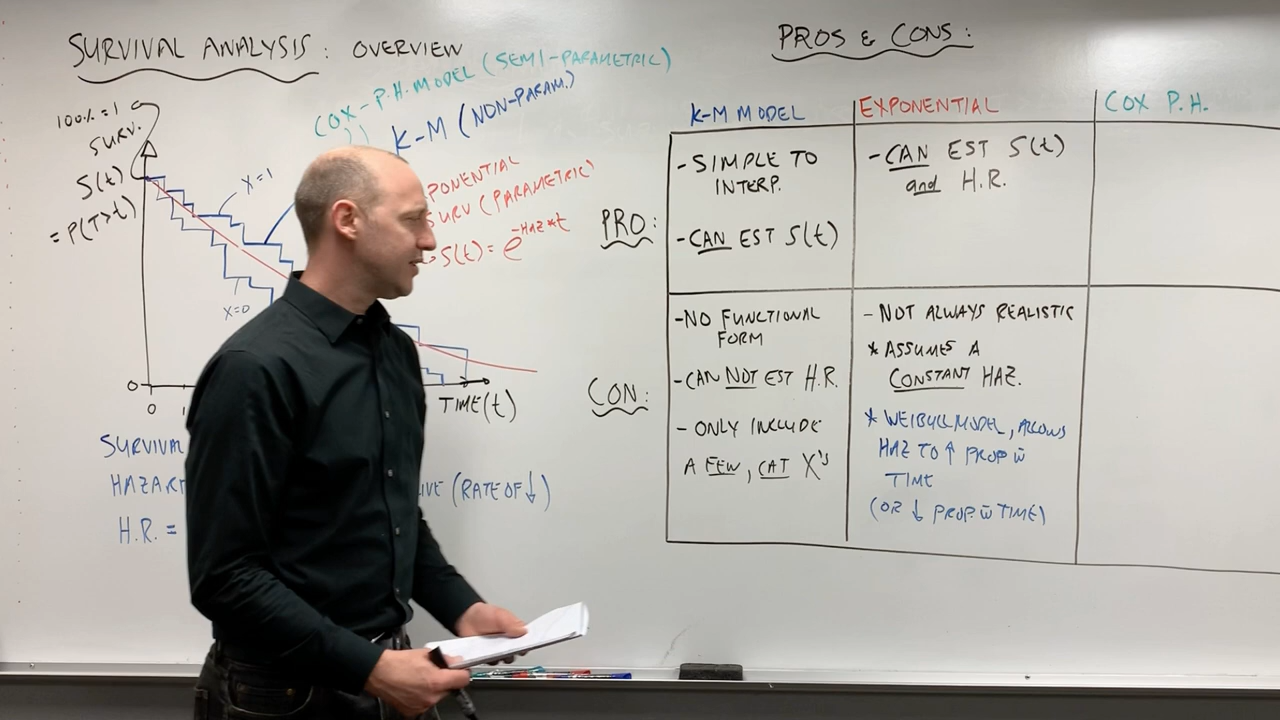 SURVIVAL ANALYSIS: OVERVIEW
COX-P.H. MODEL (SEMI-PARAMETRIC)
K-M (NON-PARAM.)
100% = 1
SURV.
S(t)
= P(T>t)
X=1
X=0
PONENTIAL
SURV (PARAMETRIC)
S(t) = e^-HAZ*t
0
0
TIME(t)
SURVIVAL
HAZAR
IVE (RATE OF ↓)
H.R. =
PROS & CONS:
K-M MODEL
EXPONENTIAL
COX P.H.
PRO:
-SIMPLE TO
INTERP.
-CAN EST S(t)
-CAN EST S(t)
and H.R.
CON:
-NO FUNCTIONAL
FORM
-CAN NOT EST H.R.
- ONLY INCLUDE
A FEW, CAT X's
- NOT ALWAYS REALISTIC
* ASSUMES A
CONSTANT HAZ.
* WEIBULL MODEL, ALLOWS
HAZ TO ↑ PROP w̄
TIME
(OR ↓ PROP w̄ TIME)